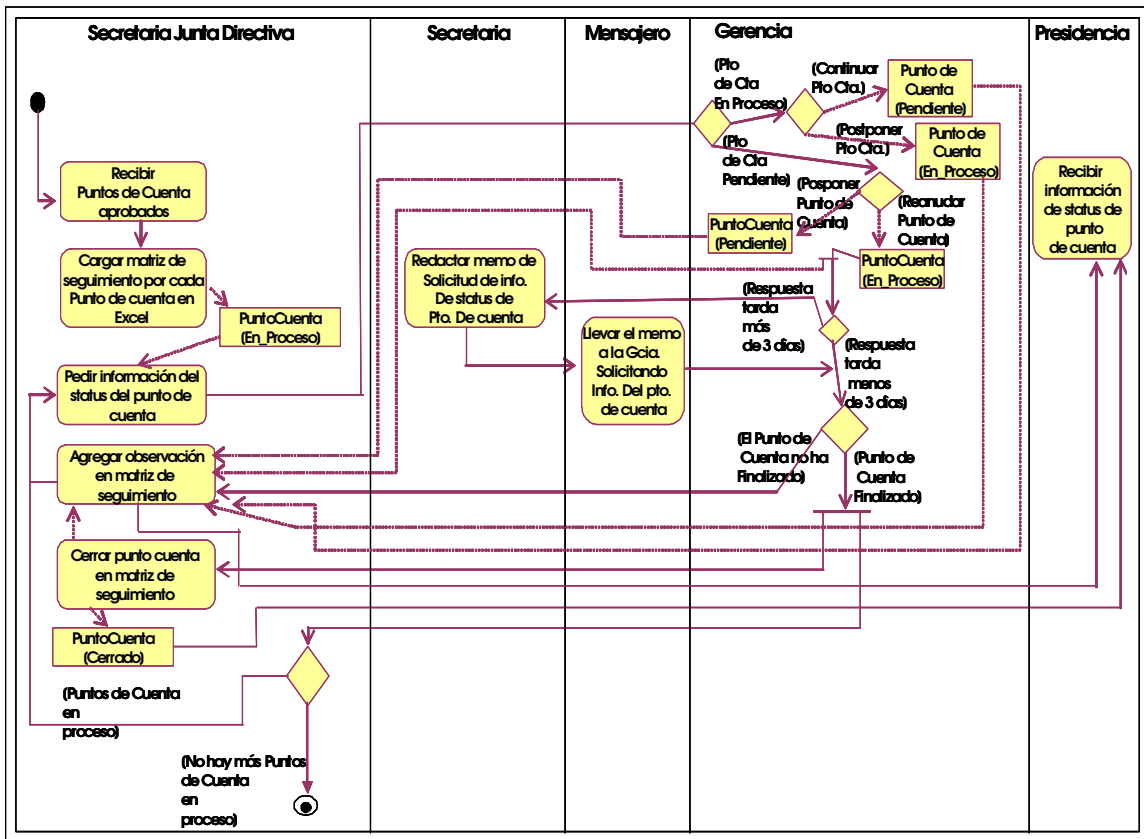 Secretaria Junta Directiva
Secretaria
Mensajero
Gerencia
Presidencia
Recibir
Puntos de Cuenta
aprobados
Cargar matriz de
seguimiento por cada
Punto de cuenta en
Excel
PuntoCuenta
(En_Proceso)
Pedir información del
status del punto de
cuenta
Agregar observación
en matriz de
seguimiento
Cerrar punto cuenta
en matriz de
seguimiento
PuntoCuenta
(Cerrado)
(Puntos de Cuenta
en
proceso)
(No hay más Puntos
de Cuenta
en
proceso)
Redactar memo de
Solicitud de info.
De status de
Pto. De cuenta
Llevar el memo
a la Gcia.
Solicitando
Info. Del pto.
de cuenta
(Pto
de Cta
En Proceso)
(Continuar
Pto Cta.)
Punto de
Cuenta
(Pendiente)
(Postponer
Pto Cta.)
Punto de
Cuenta
(En_Proceso)
(Pto
de Cta
Pendiente)
(Posponer
Punto de
Cuenta)
(Reanudar
Punto de
Cuenta)
PuntoCuenta
(Pendiente)
PuntoCuenta
(En_Proceso)
(Respuesta
tarda
más
de 3 días)
(Respuesta
tarda
menos
de 3 días)
(El Punto de
Cuenta no ha
Finalizado)
(Punto de
Cuenta
Finalizado)
Recibir
información
de status de
punto
de cuenta